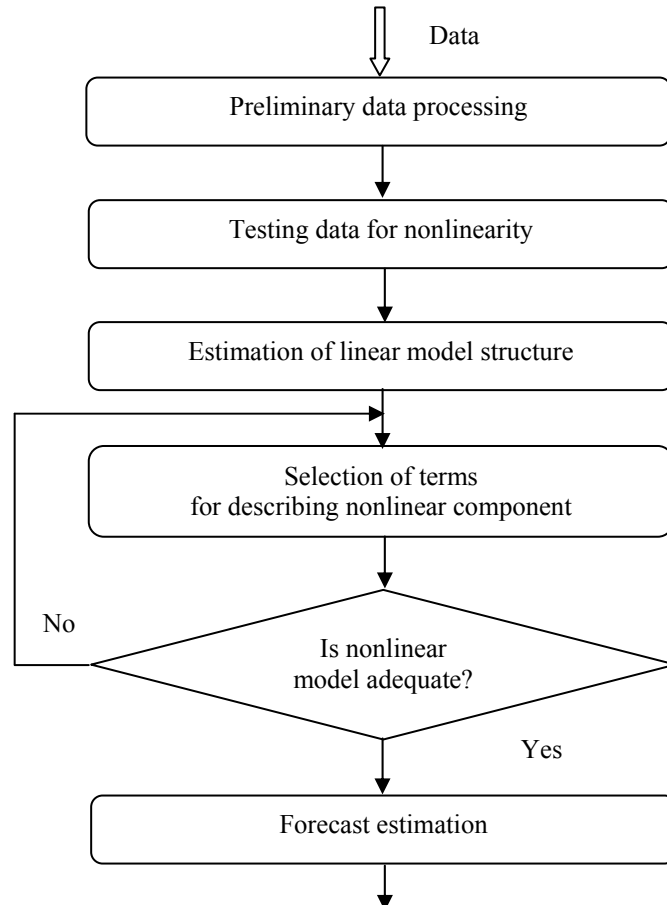 Data
Preliminary data processing
Testing data for nonlinearity
Estimation of linear model structure
Selection of terms
for describing nonlinear component
No
Is nonlinear
model adequate?
Yes
Forecast estimation